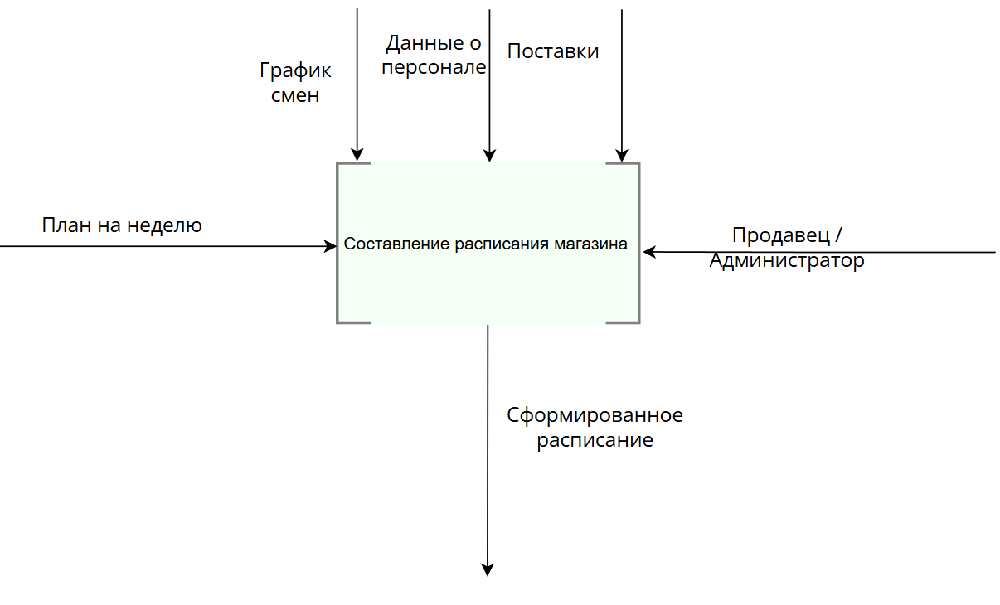 График
смен
Данные о
персонале
Поставки
План на неделю
Составление расписания магазина
Продавец /
Администратор
Сформированное
расписание